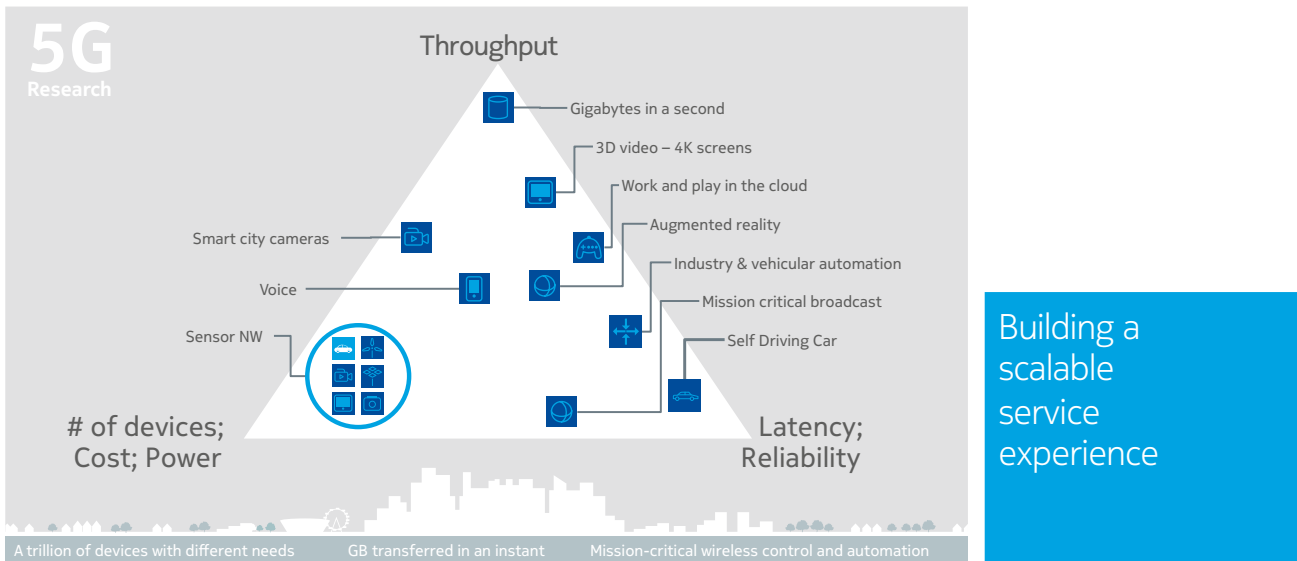 5G
Research
Throughput
Gigabytes in a second
3D video – 4K screens
Work and play in the cloud
Augmented reality
Smart city cameras
Industry & vehicular automation
Voice
Mission critical broadcast
Sensor NW
Self Driving Car
# of devices;
Cost; Power
Latency;
Reliability
A trillion of devices with different needs
GB transferred in an instant
Mission-critical wireless control and automation
Building a
scalable
service
experience